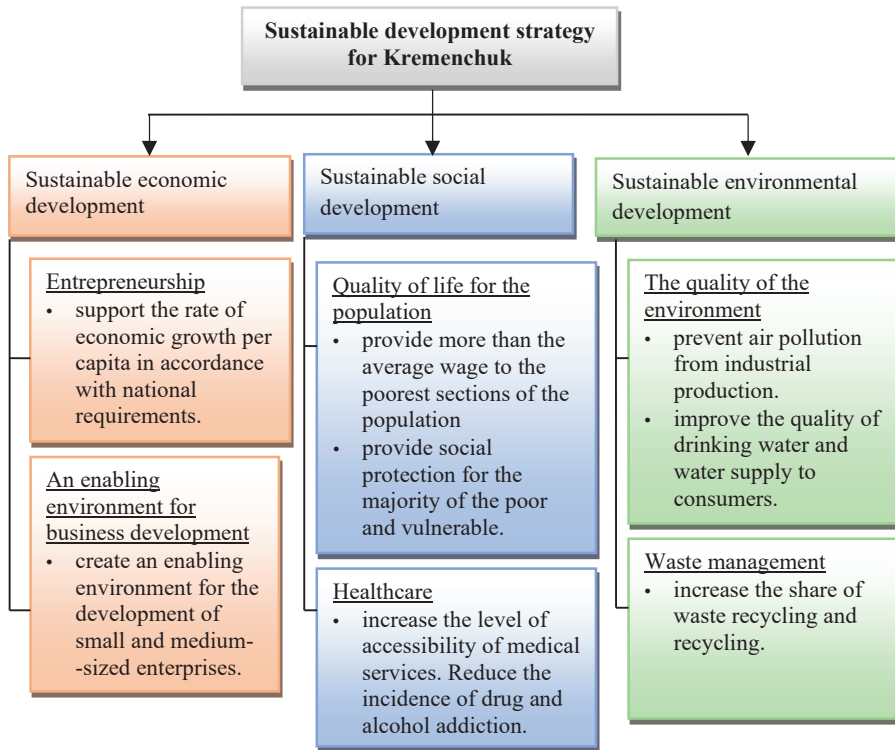 Sustainable development strategy
for Kremenchuk
Sustainable economic
development
Entrepreneurship
• support the rate of
economic growth per
capita in accordance
with national
requirements.
An enabling
environment for
business development
• create an enabling
environment for the
development of
small and medium-
-sized enterprises.
Sustainable social
development
Quality of life for the
population
• provide more than the
average wage to the
poorest sections of the
population
• provide social
protection for the
majority of the poor
and vulnerable.
Healthcare
• increase the level of
accessibility of medical
services. Reduce the
incidence of drug and
alcohol addiction.
Sustainable environmental
development
The quality of the
environment
• prevent air pollution
from industrial
production.
• improve the quality of
drinking water and
water supply to
consumers.
Waste management
• increase the share of
waste recycling and
recycling.